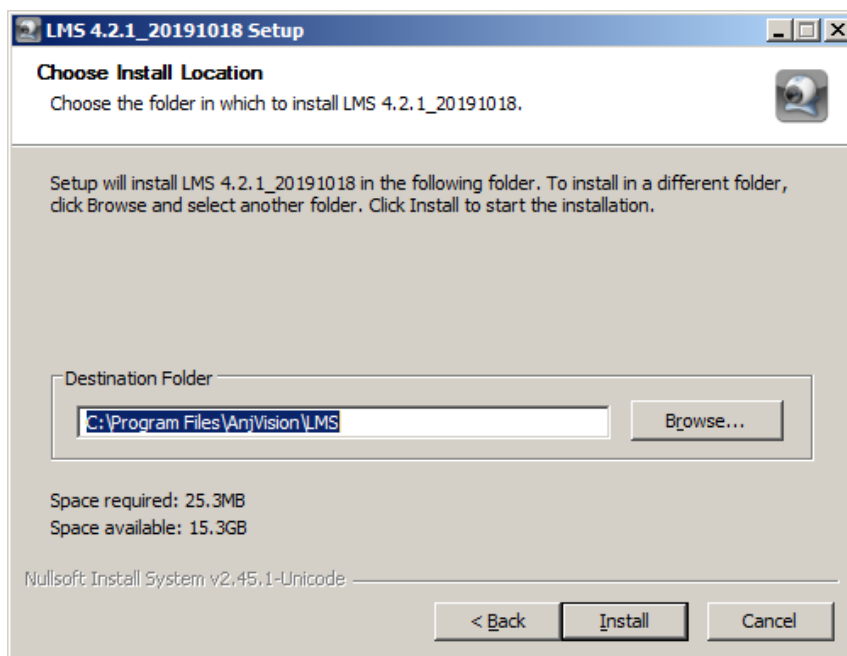 LMS 4.2.1_20191018 Setup
Choose Install Location
Choose the folder in which to install LMS 4.2.1_20191018.
Setup will install LMS 4.2.1_20191018 in the following folder. To install in a different folder,
click Browse and select another folder. Click Install to start the installation.
Destination Folder
C:\Program Files\AnjVision\LMS
Browse...
Space required: 25.3MB
Space available: 15.3GB
Nullsoft Install System v2.45.1-Unicode
< Back
Install
Cancel